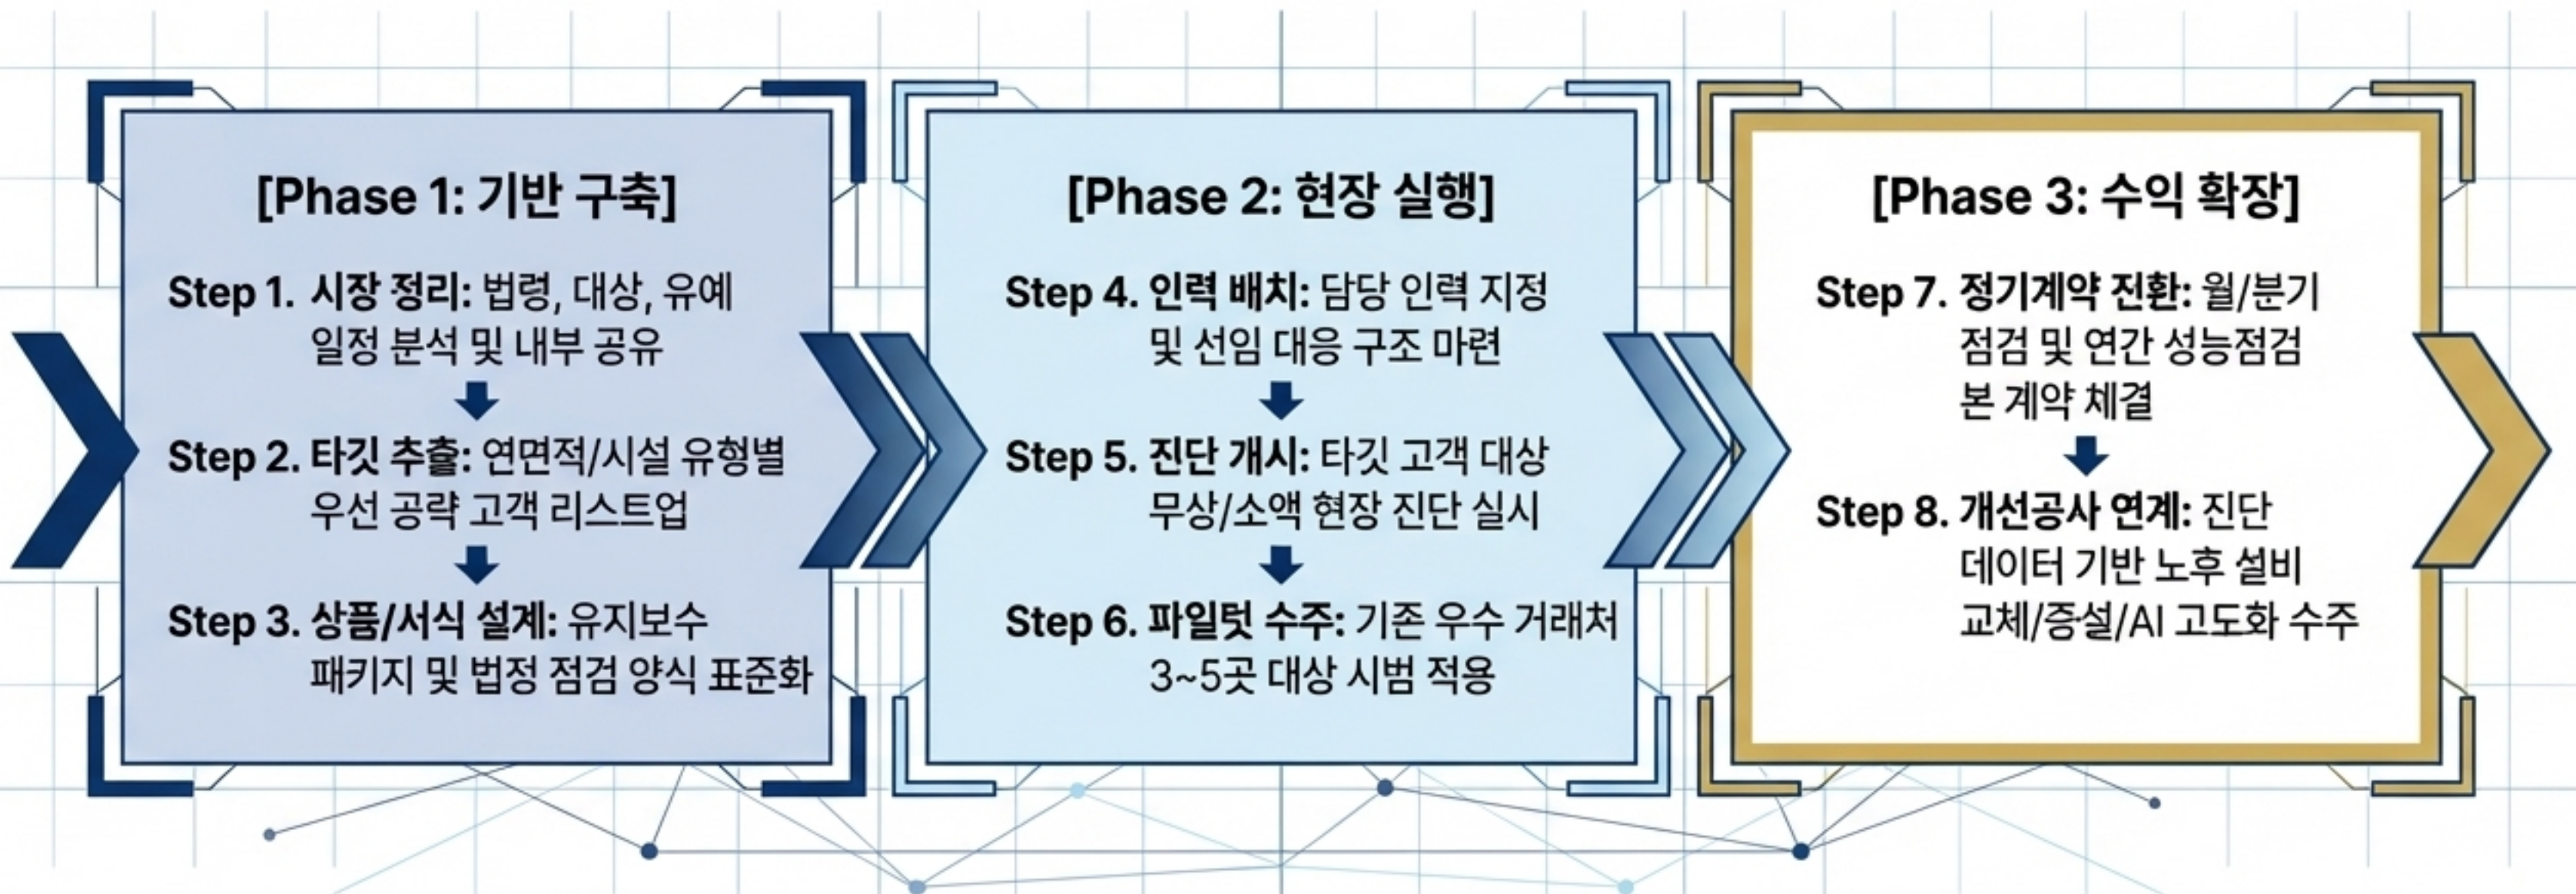 [Phase 1: 기반 구축]
Step 1. 시장 정리: 법령, 대상, 유예
일정 분석 및 내부 공유
Step 2. 타깃 추출: 연면적/시설 유형별
우선 공략 고객 리스트업
Step 3. 상품/서식 설계: 유지보수
패키지 및 법정 점검 양식 표준화
[Phase 2: 현장 실행]
Step 4. 인력 배치: 담당 인력 지정
및 선임 대응 구조 마련
Step 5. 진단 개시: 타깃 고객 대상
무상/소액 현장 진단 실시
Step 6. 파일럿 수주: 기존 우수 거래처
3~5곳 대상 시범 적용
[Phase 3: 수익 확장]
Step 7. 정기계약 전환: 월/분기
점검 및 연간 성능점검
본 계약 체결
Step 8. 개선공사 연계: 진단
데이터 기반 노후 설비
교체/증설/AI 고도화 수주